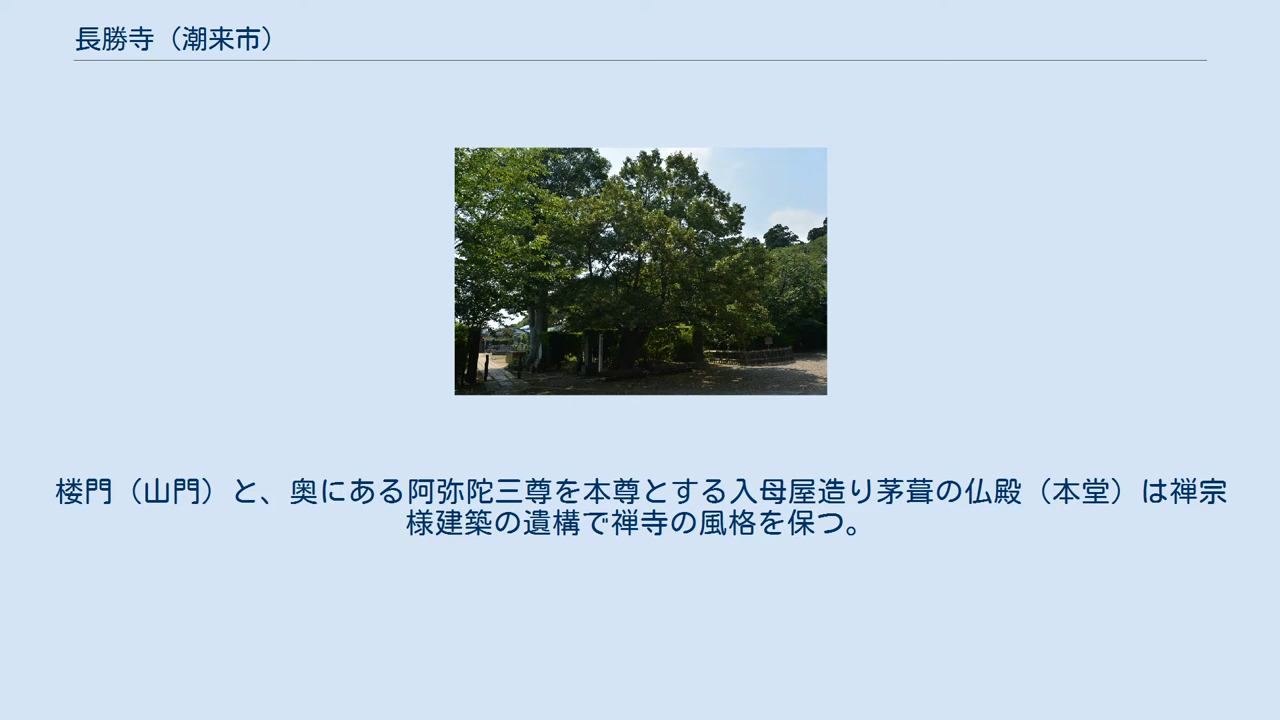 長勝寺（潮来市）
楼門（山門）と、奥にある阿弥陀三尊を本尊とする入母屋造り茅葺の仏殿（本堂）は禅宗
様建築の遺構で禅寺の風格を保つ。